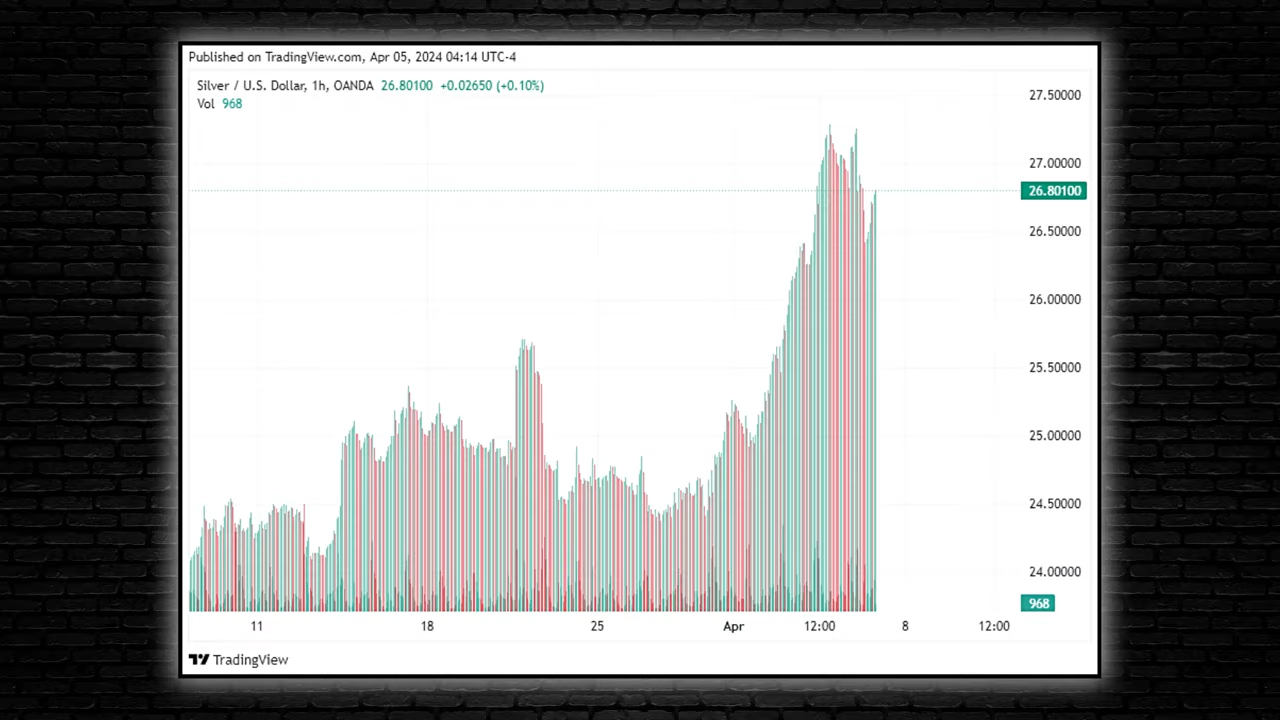 Published on TradingView.com, Apr 05, 2024 04:14 UTC-4
Silver / U.S. Dollar, 1h, OANDA 26.80100 +0.02650 (+0.10%)
Vol 968
27.50000
27.00000
26.80100
26.50000
26.00000
25.50000
25.00000
24.50000
24.00000
968
11 18 25 Apr 12:00 8 12:00
TradingView